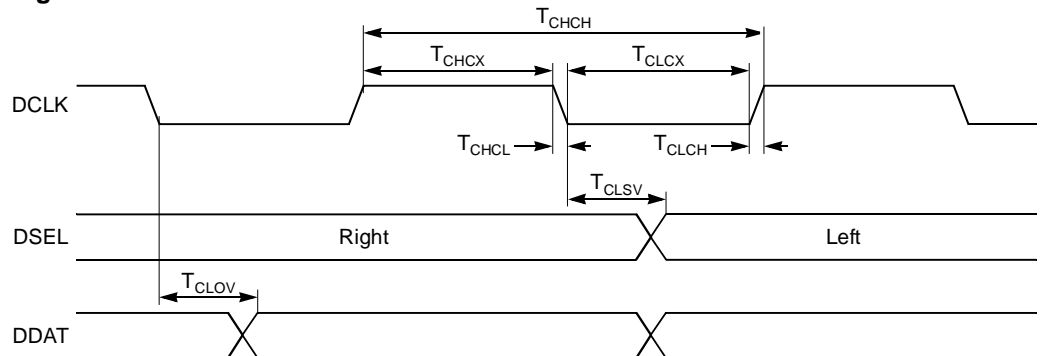 T_CHCH
T_CHCX T_CLCX
DCLK
T_CHCL T_CLCH
T_CLSV
DSEL Right Left
T_CLOV
DDAT